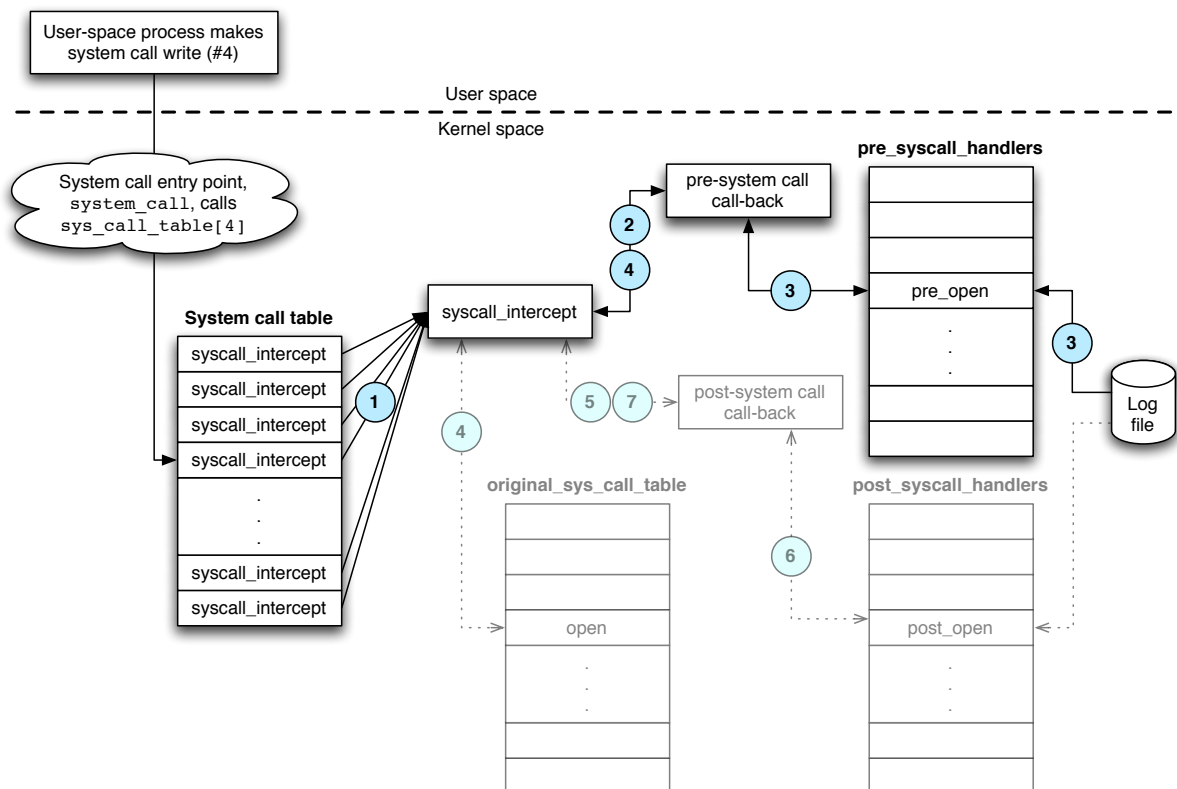 User-space process makes
system call write (#4)
User space
Kernel space
System call entry point,
system_call, calls
sys_call_table[4]
pre-system call
call-back
pre_syscall_handlers
2
4
3
pre_open
.
.
.
3
Log
file
syscall_intercept
System call table
syscall_intercept
syscall_intercept
syscall_intercept
syscall_intercept
.
.
.
syscall_intercept
syscall_intercept
1
4
5
7
post-system call
call-back
original_sys_call_table
open
.
.
.
6
post_syscall_handlers
post_open
.
.
.